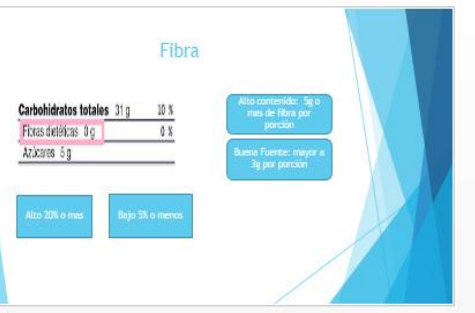 Fibra
Carbohidratos totales 31 g 10 %
Fibras dietéticas 0 g 0 %
Azúcares 5 g
Alto contenido: 5g o
mas de fibra por
porción
Buena Fuente: mayor a
3g por porción
Alto 20% o mas
Bajo 5% o menos